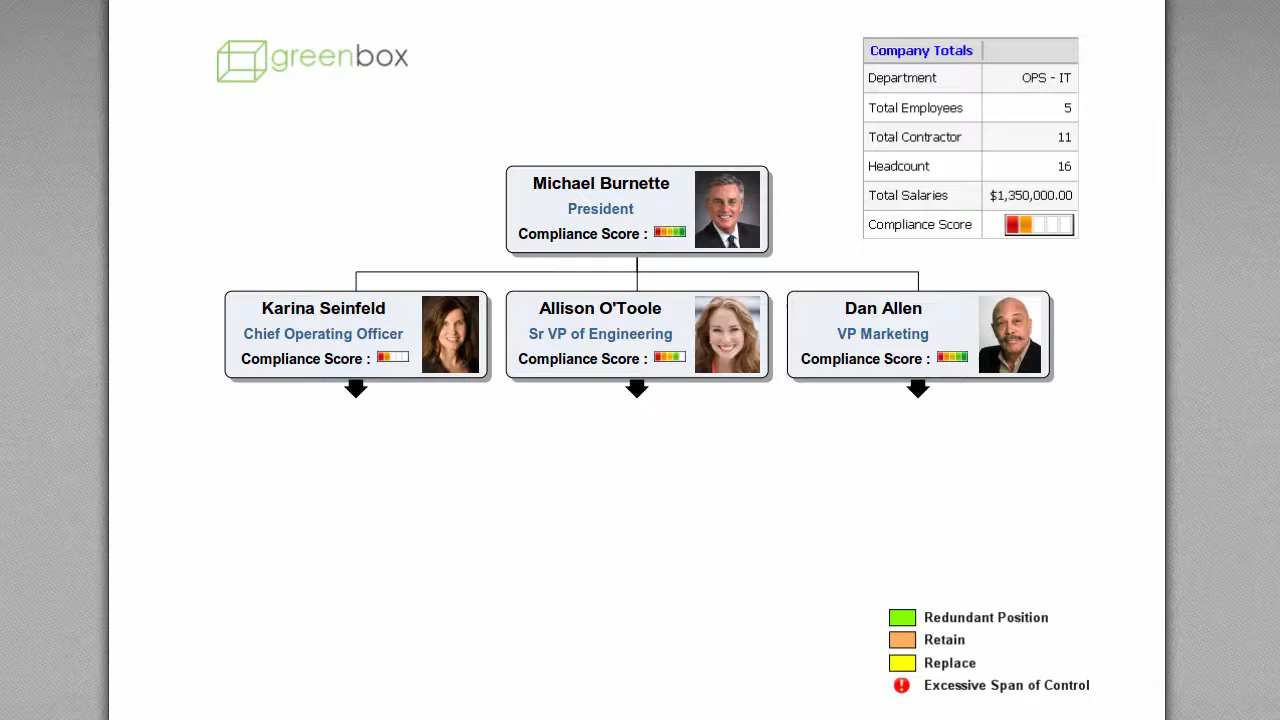 greenbox
Company Totals
Department OPS - IT
Total Employees 5
Total Contractor 11
Headcount 16
Total Salaries $1,350,000.00
Compliance Score
Michael Burnette
President
Compliance Score :
Karina Seinfeld
Chief Operating Officer
Compliance Score :
Allison O'Toole
Sr VP of Engineering
Compliance Score :
Dan Allen
VP Marketing
Compliance Score :
Redundant Position
Retain
Replace
! Excessive Span of Control